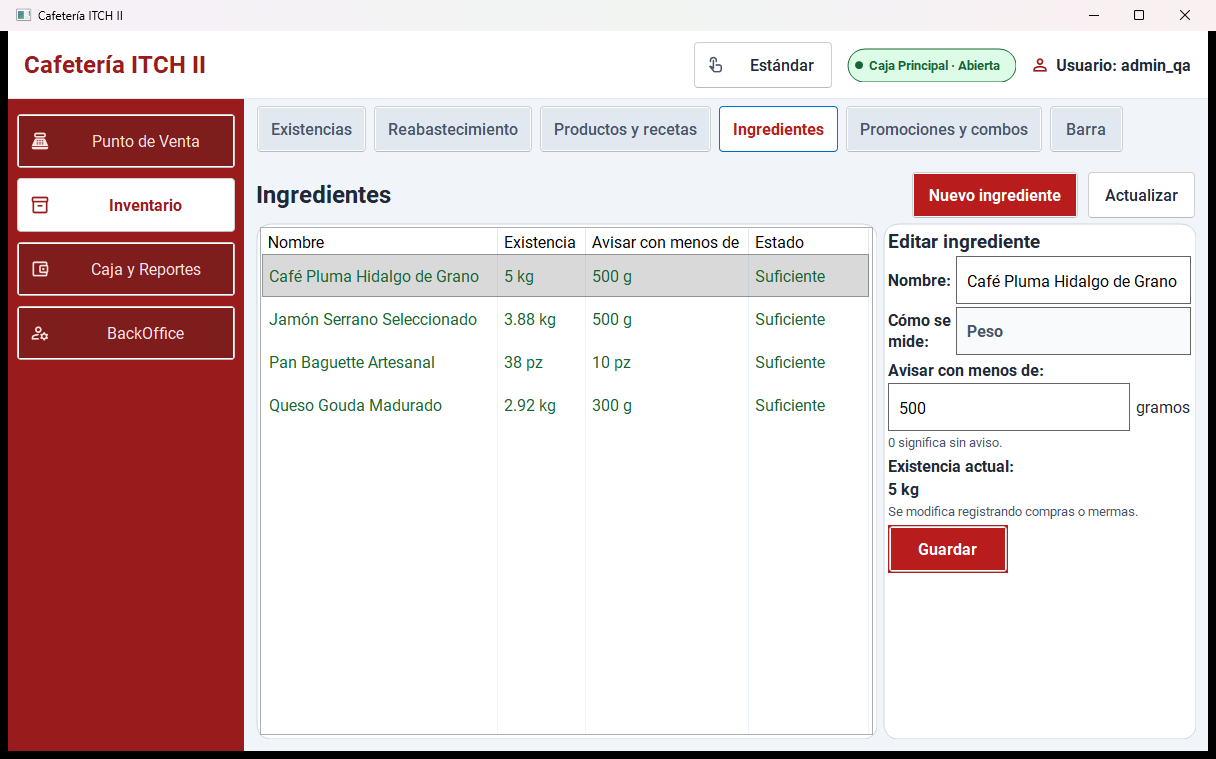 Cafetería ITCH II
Cafetería ITCH II
Estándar
Caja Principal · Abierta
Usuario: admin_qa
Punto de Venta
Inventario
Caja y Reportes
BackOffice
Existencias
Reabastecimiento
Productos y recetas
Ingredientes
Promociones y combos
Barra
Ingredientes
Nuevo ingrediente
Actualizar
Nombre Existencia Avisar con menos de Estado
Café Pluma Hidalgo de Grano 5 kg 500 g Suficiente
Jamón Serrano Seleccionado 3.88 kg 500 g Suficiente
Pan Baguette Artesanal 38 pz 10 pz Suficiente
Queso Gouda Madurado 2.92 kg 300 g Suficiente
Editar ingrediente
Nombre: Café Pluma Hidalgo de Grano
Cómo se
mide:
Peso
Avisar con menos de:
500 gramos
0 significa sin aviso.
Existencia actual:
5 kg
Se modifica registrando compras o mermas.
Guardar